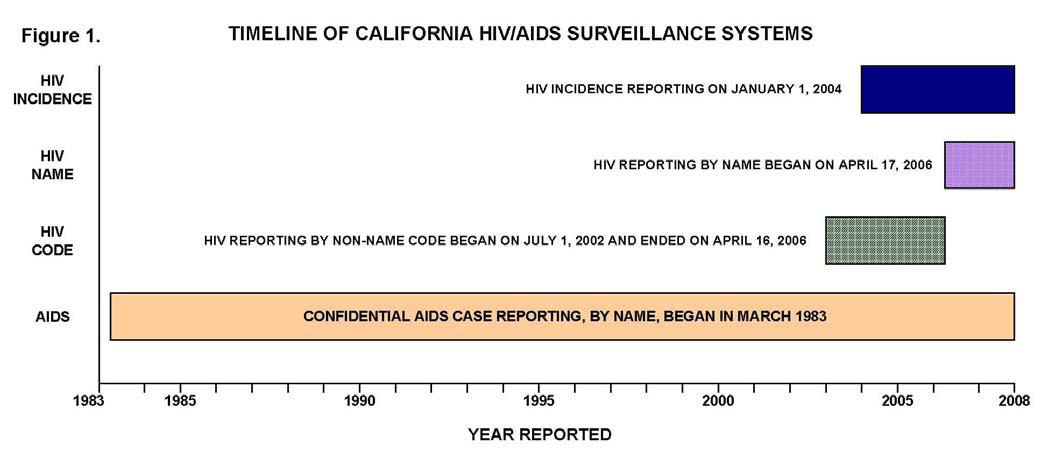 Figure 1.
TIMELINE OF CALIFORNIA HIV/AIDS SURVEILLANCE SYSTEMS
HIV
INCIDENCE
HIV INCIDENCE REPORTING ON JANUARY 1, 2004
HIV
NAME
HIV REPORTING BY NAME BEGAN ON APRIL 17, 2006
HIV
CODE
HIV REPORTING BY NON-NAME CODE BEGAN ON JULY 1, 2002 AND ENDED ON APRIL 16, 2006
AIDS
CONFIDENTIAL AIDS CASE REPORTING, BY NAME, BEGAN IN MARCH 1983
1983 1985 1990 1995 2000 2005 2008
YEAR REPORTED